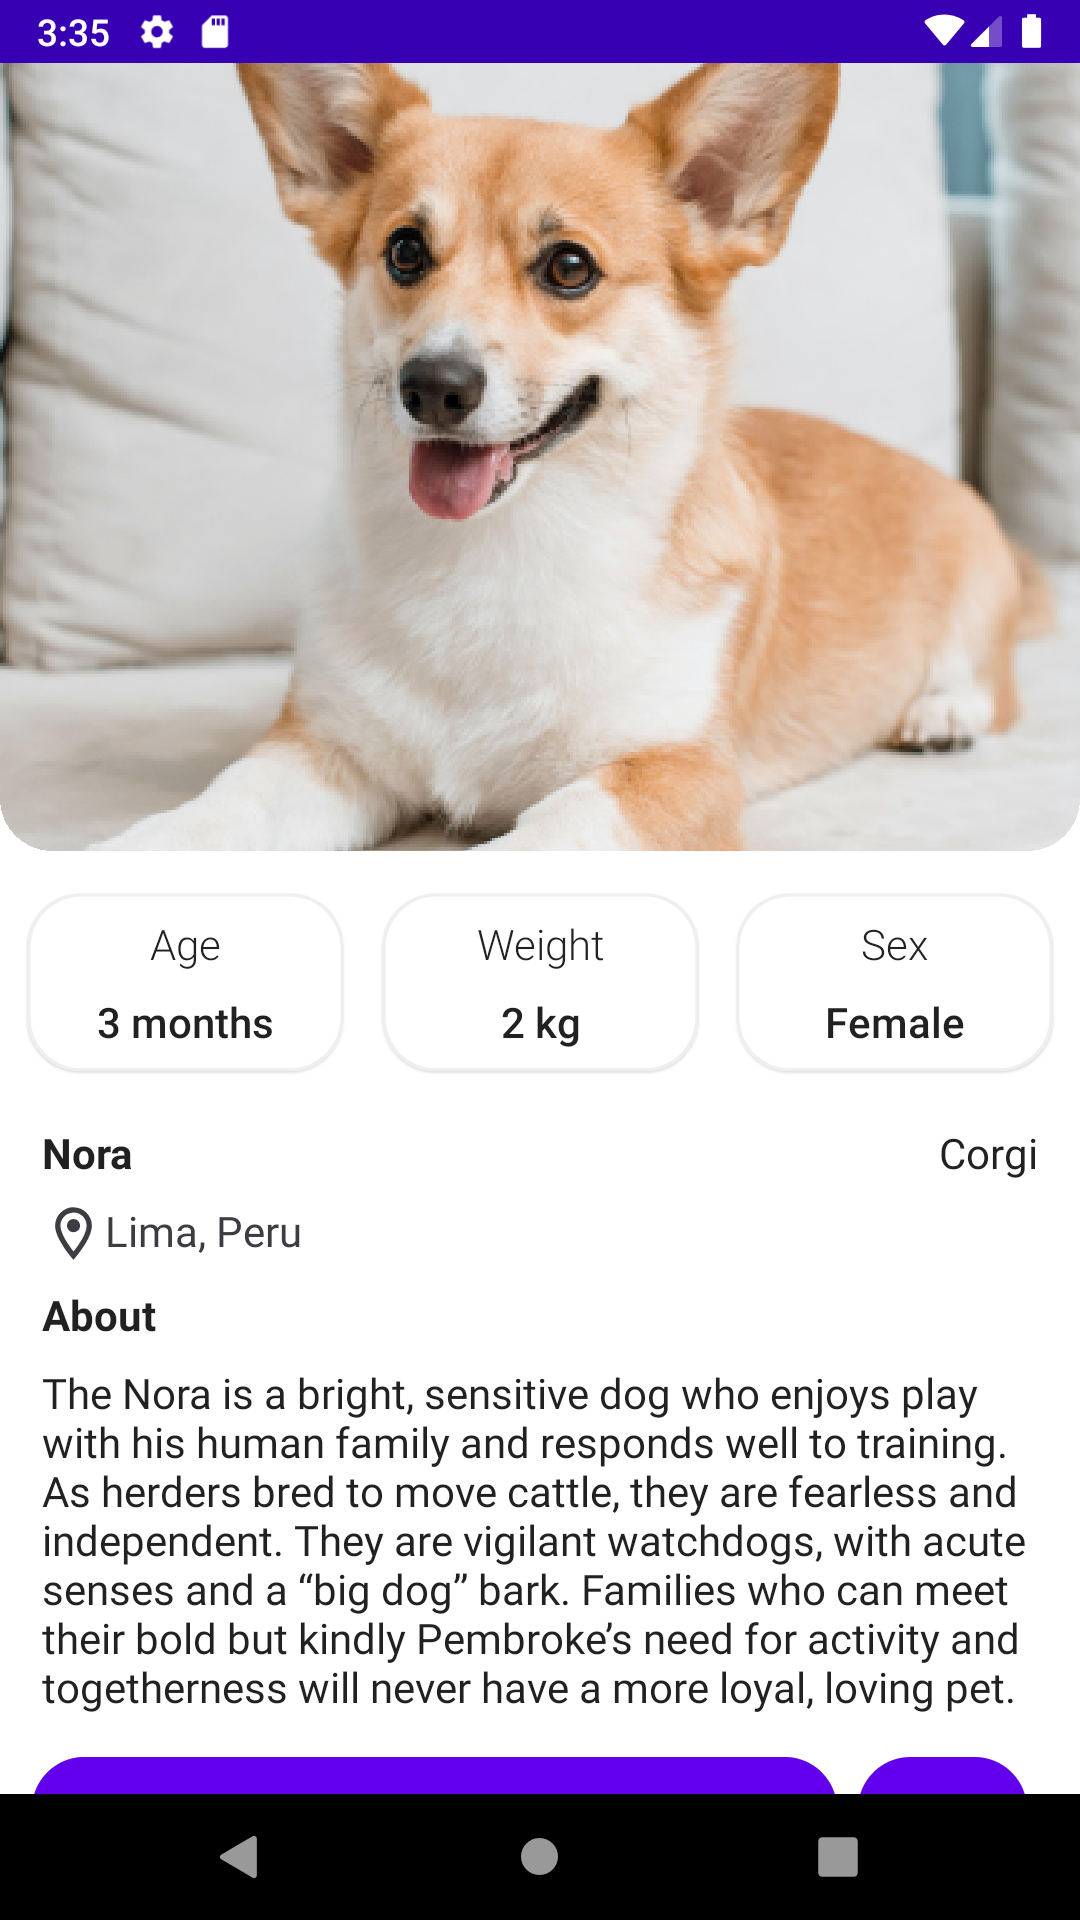 3:35
Age
Weight
Sex
3 months
2 kg
Female
Nora
Corgi
Lima, Peru
About
The Nora is a bright, sensitive dog who enjoys play
with his human family and responds well to training.
As herders bred to move cattle, they are fearless and
independent. They are vigilant watchdogs, with acute
senses and a “big dog” bark. Families who can meet
their bold but kindly Pembroke’s need for activity and
togetherness will never have a more loyal, loving pet.